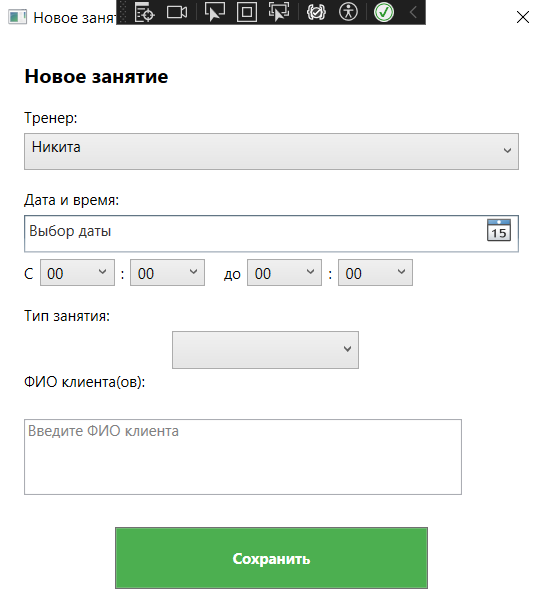 Новое занят
Новое занятие
Тренер:
Никита
Дата и время:
Выбор даты 15
С 00 : 00 до 00 : 00
Тип занятия:
ФИО клиента(ов):
Введите ФИО клиента
Сохранить